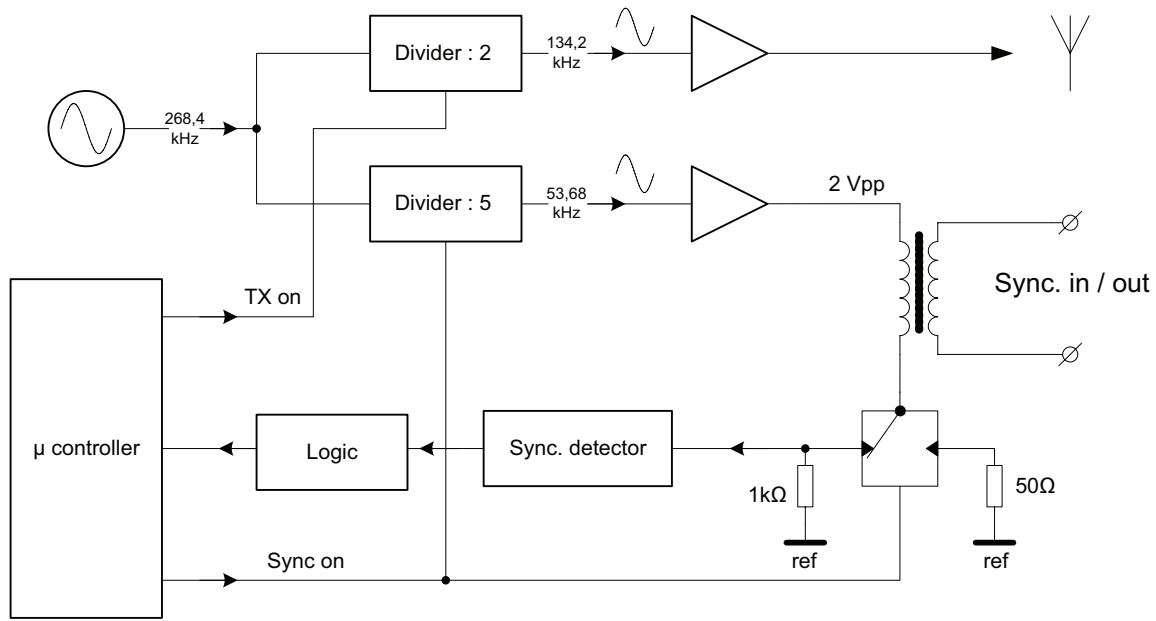 Divider : 2
134,2
kHz
268,4
kHz
Divider : 5
53,68
kHz
2 Vpp
Sync. in / out
TX on
µ controller
Logic
Sync. detector
1kΩ
50Ω
ref
ref
Sync on